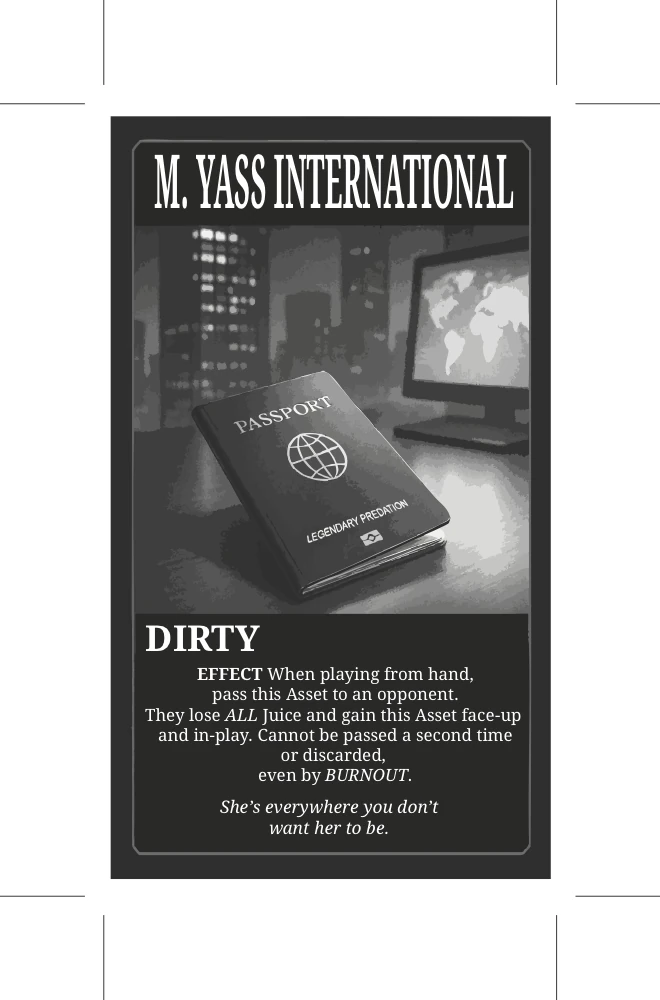 M. YASS INTERNATIONAL
PASSPORT
LEGENDARY PREDATION
DIRTY
EFFECT When playing from hand,
pass this Asset to an opponent.
They lose ALL Juice and gain this Asset face-up
and in-play. Cannot be passed a second time
or discarded,
even by BURNOUT.
She’s everywhere you don’t
want her to be.